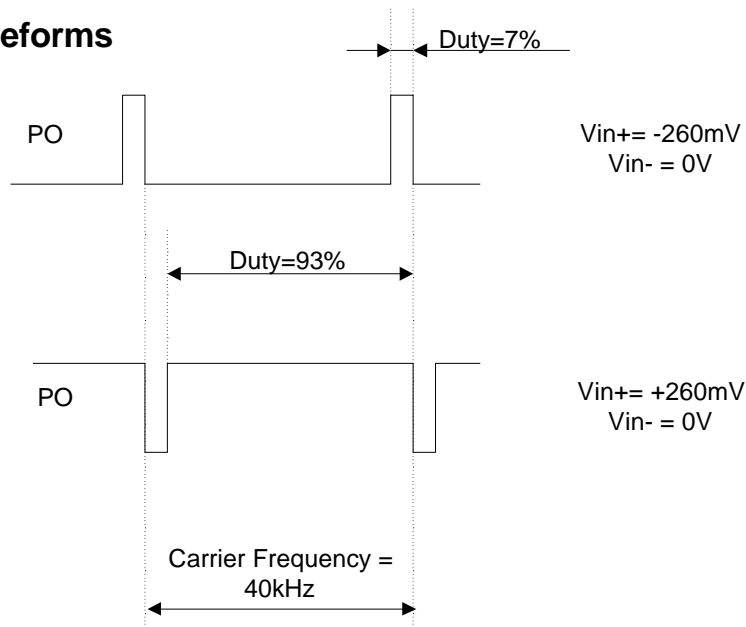 eforms
Duty=7%
PO
Vin+= -260mV
Vin- = 0V
Duty=93%
PO
Vin+= +260mV
Vin- = 0V
Carrier Frequency =
40kHz